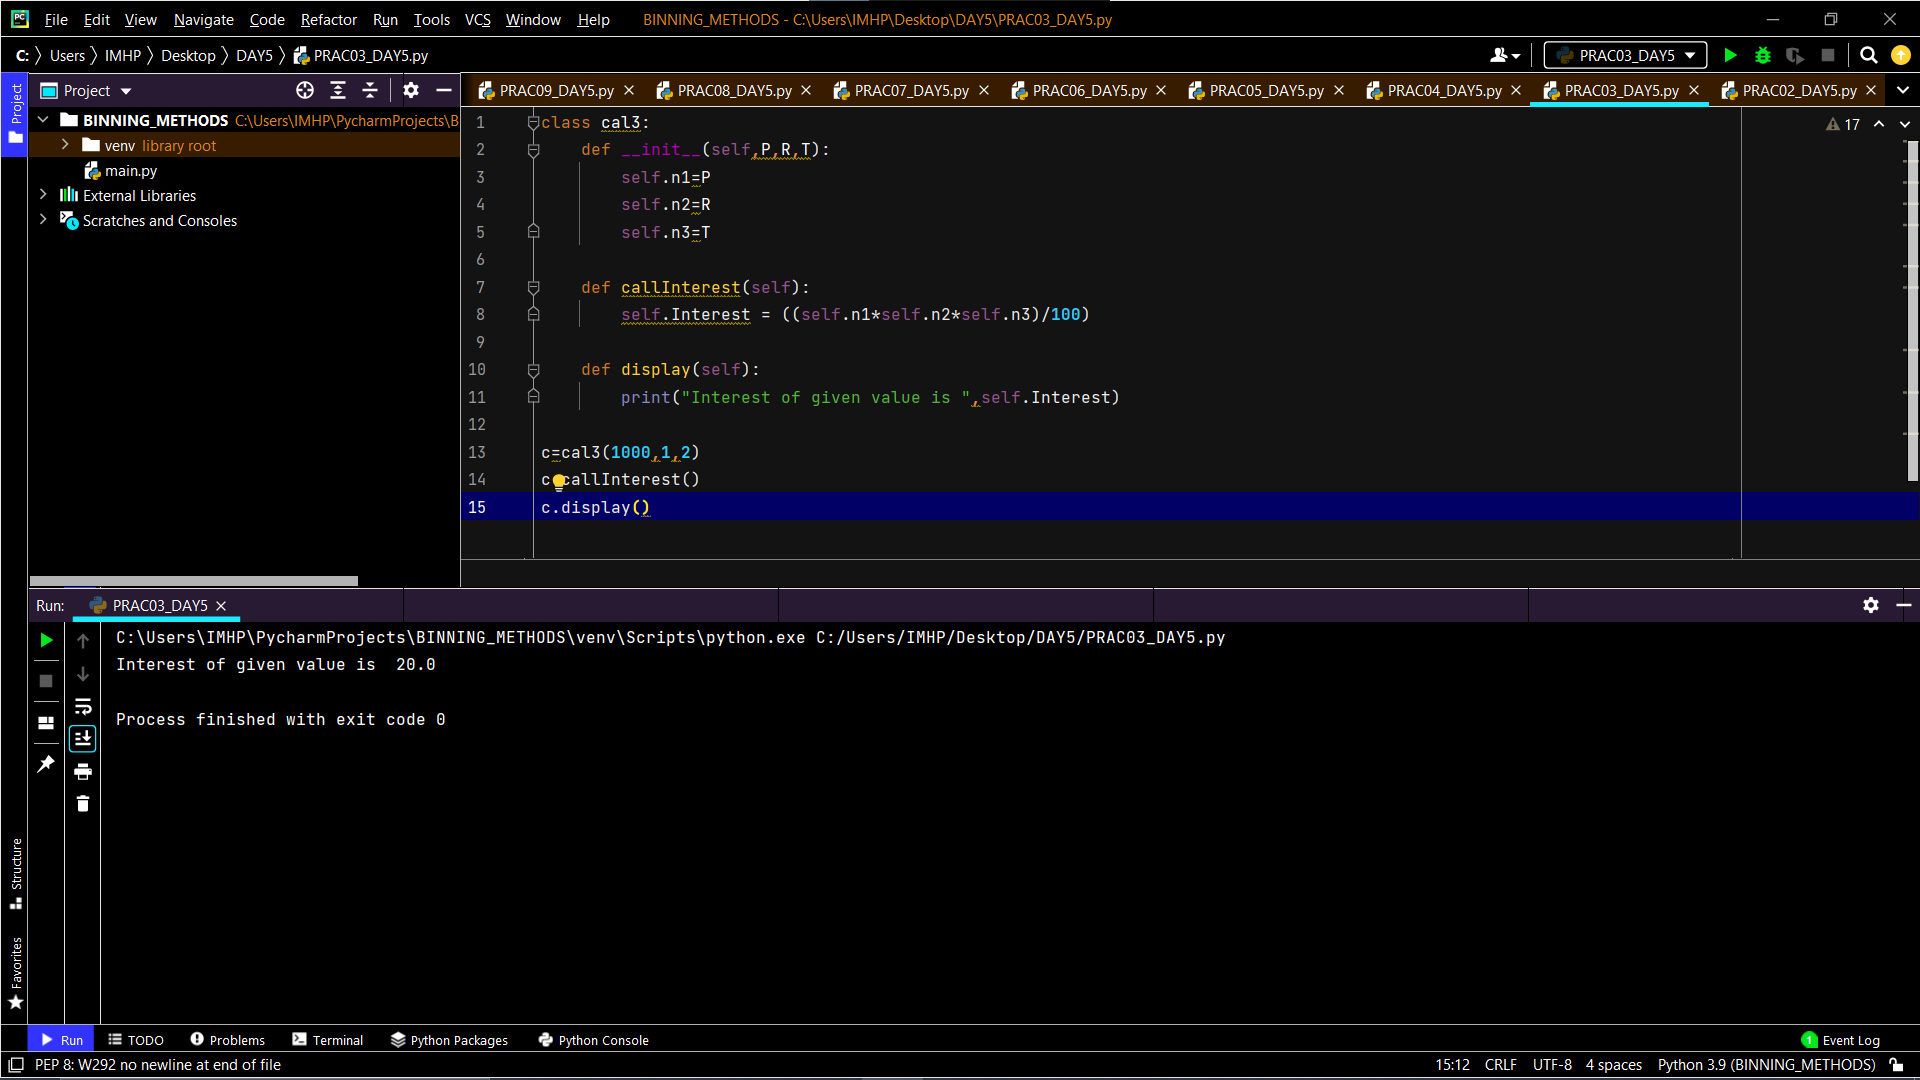 File Edit View Navigate Code Refactor Run Tools VCS Window Help BINNING_METHODS - C:\Users\IMHP\Desktop\DAY5\PRAC03_DAY5.py
C: Users IMHP Desktop DAY5 PRAC03_DAY5.py PRAC03_DAY5
Project
Project
PRAC09_DAY5.py PRAC08_DAY5.py PRAC07_DAY5.py PRAC06_DAY5.py PRAC05_DAY5.py PRAC04_DAY5.py PRAC03_DAY5.py PRAC02_DAY5.py
BINNING_METHODS C:\Users\IMHP\PycharmProjects\B
venv library root
main.py
External Libraries
Scratches and Consoles
17
1 class cal3:
2 def __init__(self,P,R,T):
3 self.n1=P
4 self.n2=R
5 self.n3=T
6
7 def callInterest(self):
8 self.Interest = ((self.n1*self.n2*self.n3)/100)
9
10 def display(self):
11 print("Interest of given value is ",self.Interest)
12
13 c=cal3(1000,1,2)
14 c callInterest()
15 c.display()
Run: PRAC03_DAY5
C:\Users\IMHP\PycharmProjects\BINNING_METHODS\venv\Scripts\python.exe C:/Users/IMHP/Desktop/DAY5/PRAC03_DAY5.py
Interest of given value is  20.0
Process finished with exit code 0
Structure
Favorites
Run TODO Problems Terminal Python Packages Python Console 1 Event Log
PEP 8: W292 no newline at end of file 15:12 CRLF UTF-8 4 spaces Python 3.9 (BINNING_METHODS)